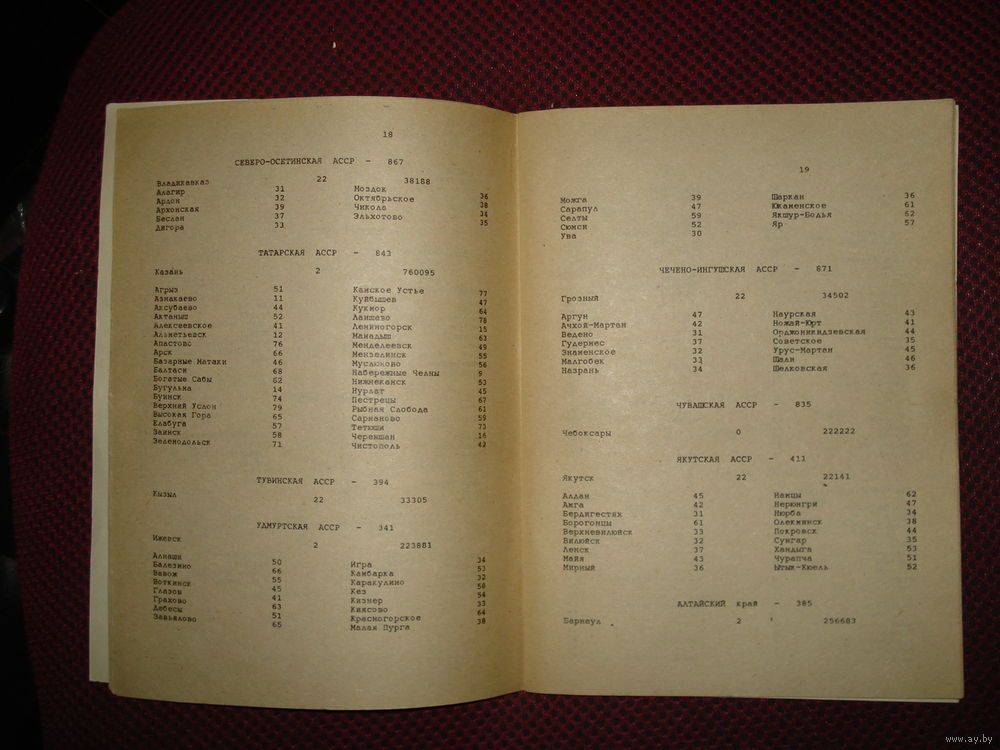 18
СЕВЕРО-ОСЕТИНСКАЯ АССР - 867
Владикавказ 22 38188
Алагир 31 Моздок 36
Ардон 32 Октябрьское 38
Архонская 39 Чикола 34
Беслан 37 Эльхотово 35
Дигора 33
ТАТАРСКАЯ АССР - 843
Казань 2 760095
Агрыз 51 Камское Устье 77
Азнакаево 11 Куйбышев 47
Аксубаево 44 Кукмор 64
Актаныш 52 Лаишево 78
Алексеевское 41 Лениногорск 15
Альметьевск 12 Мамадыш 63
Апастово 76 Менделеевск 49
Арск 66 Мензелинск 55
Базарные Матаки 46 Муслюмово 56
Балтаси 68 Набережные Челны 9
Богатые Сабы 62 Нижнекамск 53
Бугульма 14 Нурлат 45
Буинск 74 Пестрецы 67
Верхний Услон 79 Рыбная Слобода 61
Высокая Гора 65 Сарманово 59
Елабуга 57 Тетюши 73
Заинск 58 Черемшан 16
Зеленодольск 71 Чистополь 42
ТУВИНСКАЯ АССР - 394
Кызыл 22 33305
УДМУРТСКАЯ АССР - 341
Ижевск 2 223881
Алнаши 50 Игра 34
Балезино 66 Камбарка 53
Вавож 55 Каракулино 32
Воткинск 45 Кез 58
Глазов 41 Кизнер 54
Грахово 63 Киясово 33
Дебесы 51 Красногорское 64
Завьялово 65 Малая Пурга 38
19
Можга 39 Шаркан 36
Сарапул 47 Юкаменское 61
Селты 59 Якшур-Бодья 62
Сюмси 52 Яр 57
Ува 30
ЧЕЧЕНО-ИНГУШСКАЯ АССР - 871
Грозный 22 34502
Аргун 47 Наурская 43
Ачхой-Мартан 42 Ножай-Юрт 41
Ведено 31 Орджоникидзевская 44
Гудермес 37 Советское 35
Знаменское 32 Урус-Мартан 45
Малгобек 33 Шали 46
Назрань 34 Шелковская 36
ЧУВАШСКАЯ АССР - 835
Чебоксары 0 222222
ЯКУТСКАЯ АССР - 411
Якутск 22 22141
Алдан 45 Намцы 62
Амга 42 Нерюнгри 47
Бердигестях 31 Нюрба 34
Борогонцы 61 Олекминск 38
Верхневилюйск 33 Покровск 44
Вилюйск 32 Сунгар 35
Ленск 37 Хандыга 53
Майя 43 Чурапча 51
Мирный 36 Ытык-Кюель 52
АЛТАЙСКИЙ край - 385
Барнаул 2 256683
www.ay.by